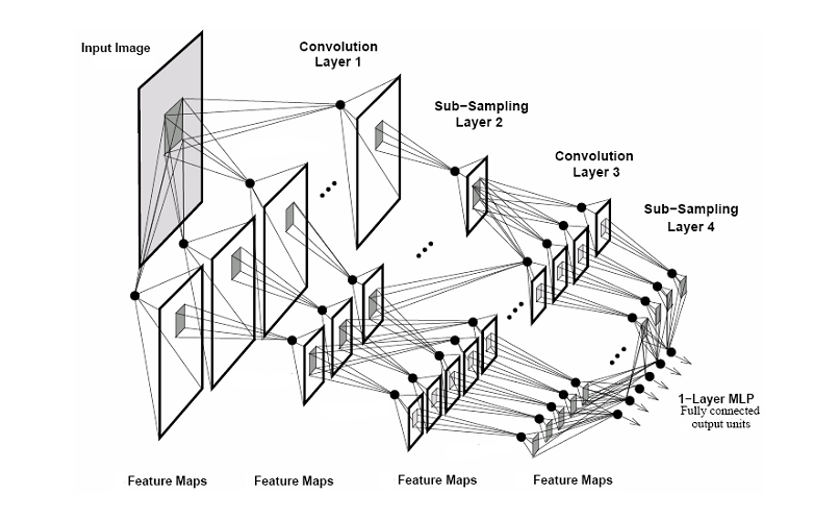 Input Image
Convolution
Layer 1
Sub-Sampling
Layer 2
Convolution
Layer 3
Sub-Sampling
Layer 4
1-Layer MLP
Fully connected
output units
Feature Maps
Feature Maps
Feature Maps
Feature Maps